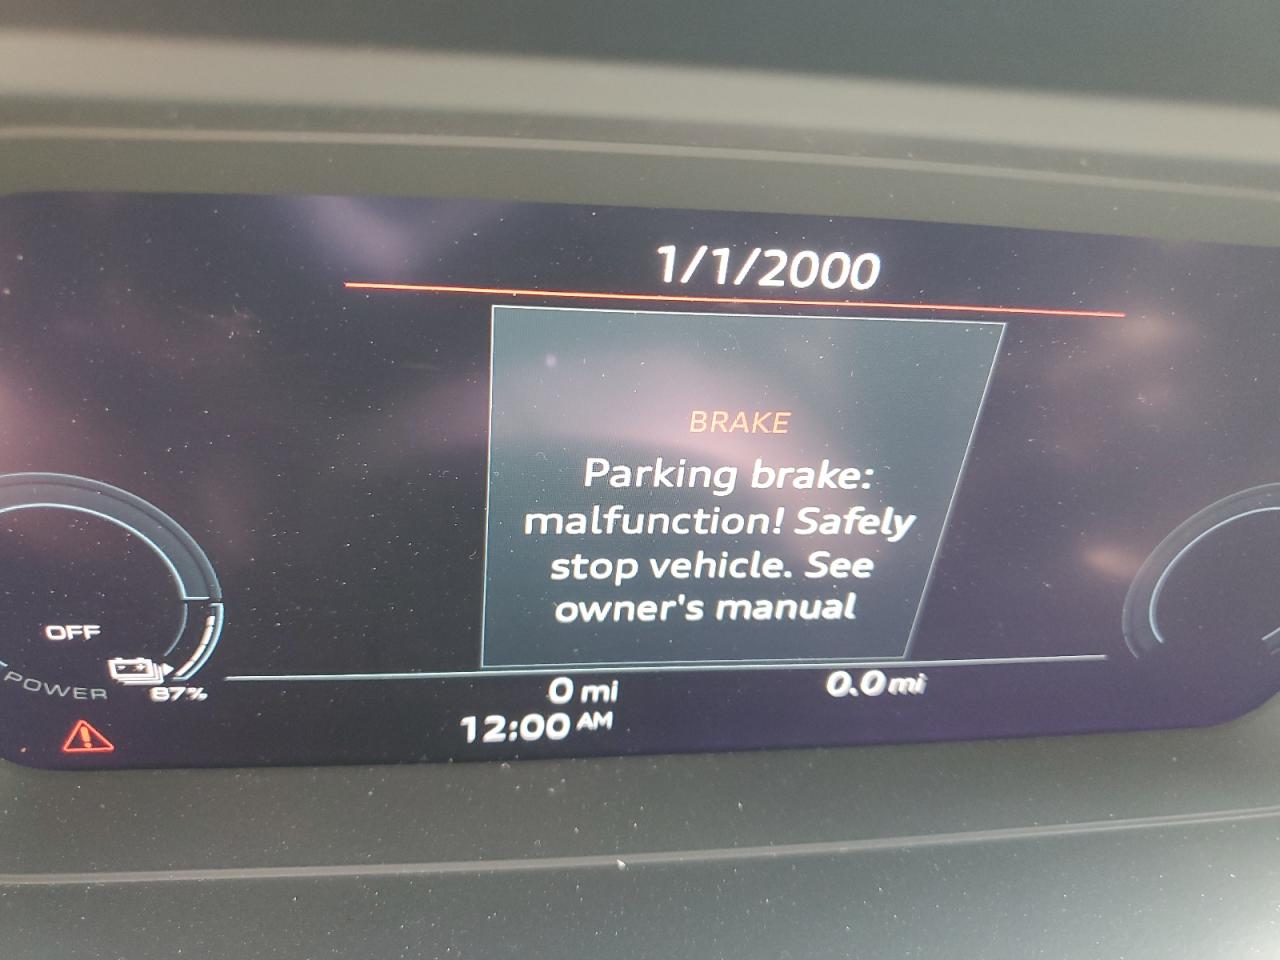 1/1/2000
BRAKE
Parking brake:
malfunction! Safely
stop vehicle. See
owner's manual
OFF
POWER
87%
0 mi
0.0 mi
12:00 AM